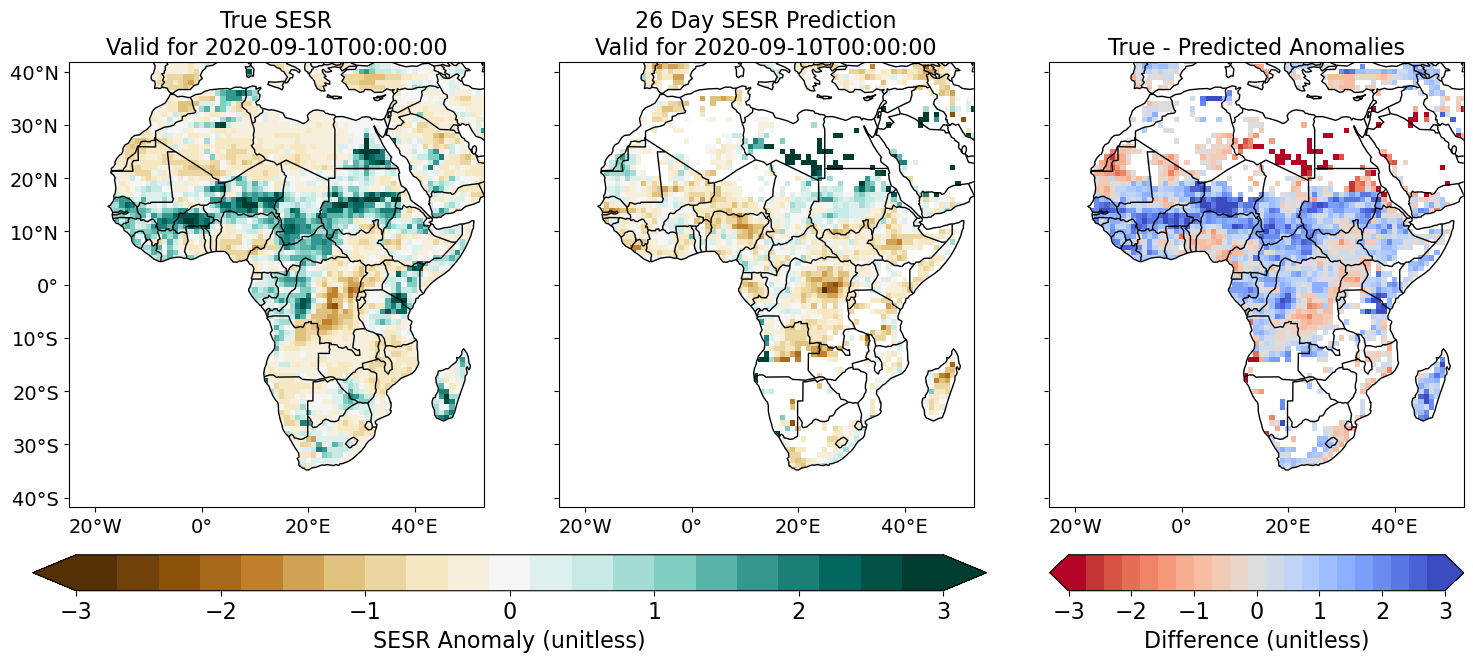 True SESR
Valid for 2020-09-10T00:00:00
26 Day SESR Prediction
Valid for 2020-09-10T00:00:00
True - Predicted Anomalies
40°N
30°N
20°N
10°N
0°
10°S
20°S
30°S
40°S
20°W 0° 20°E 40°E
20°W 0° 20°E 40°E
20°W 0° 20°E 40°E
−3 −2 −1 0 1 2 3
SESR Anomaly (unitless)
−3 −2 −1 0 1 2 3
Difference (unitless)